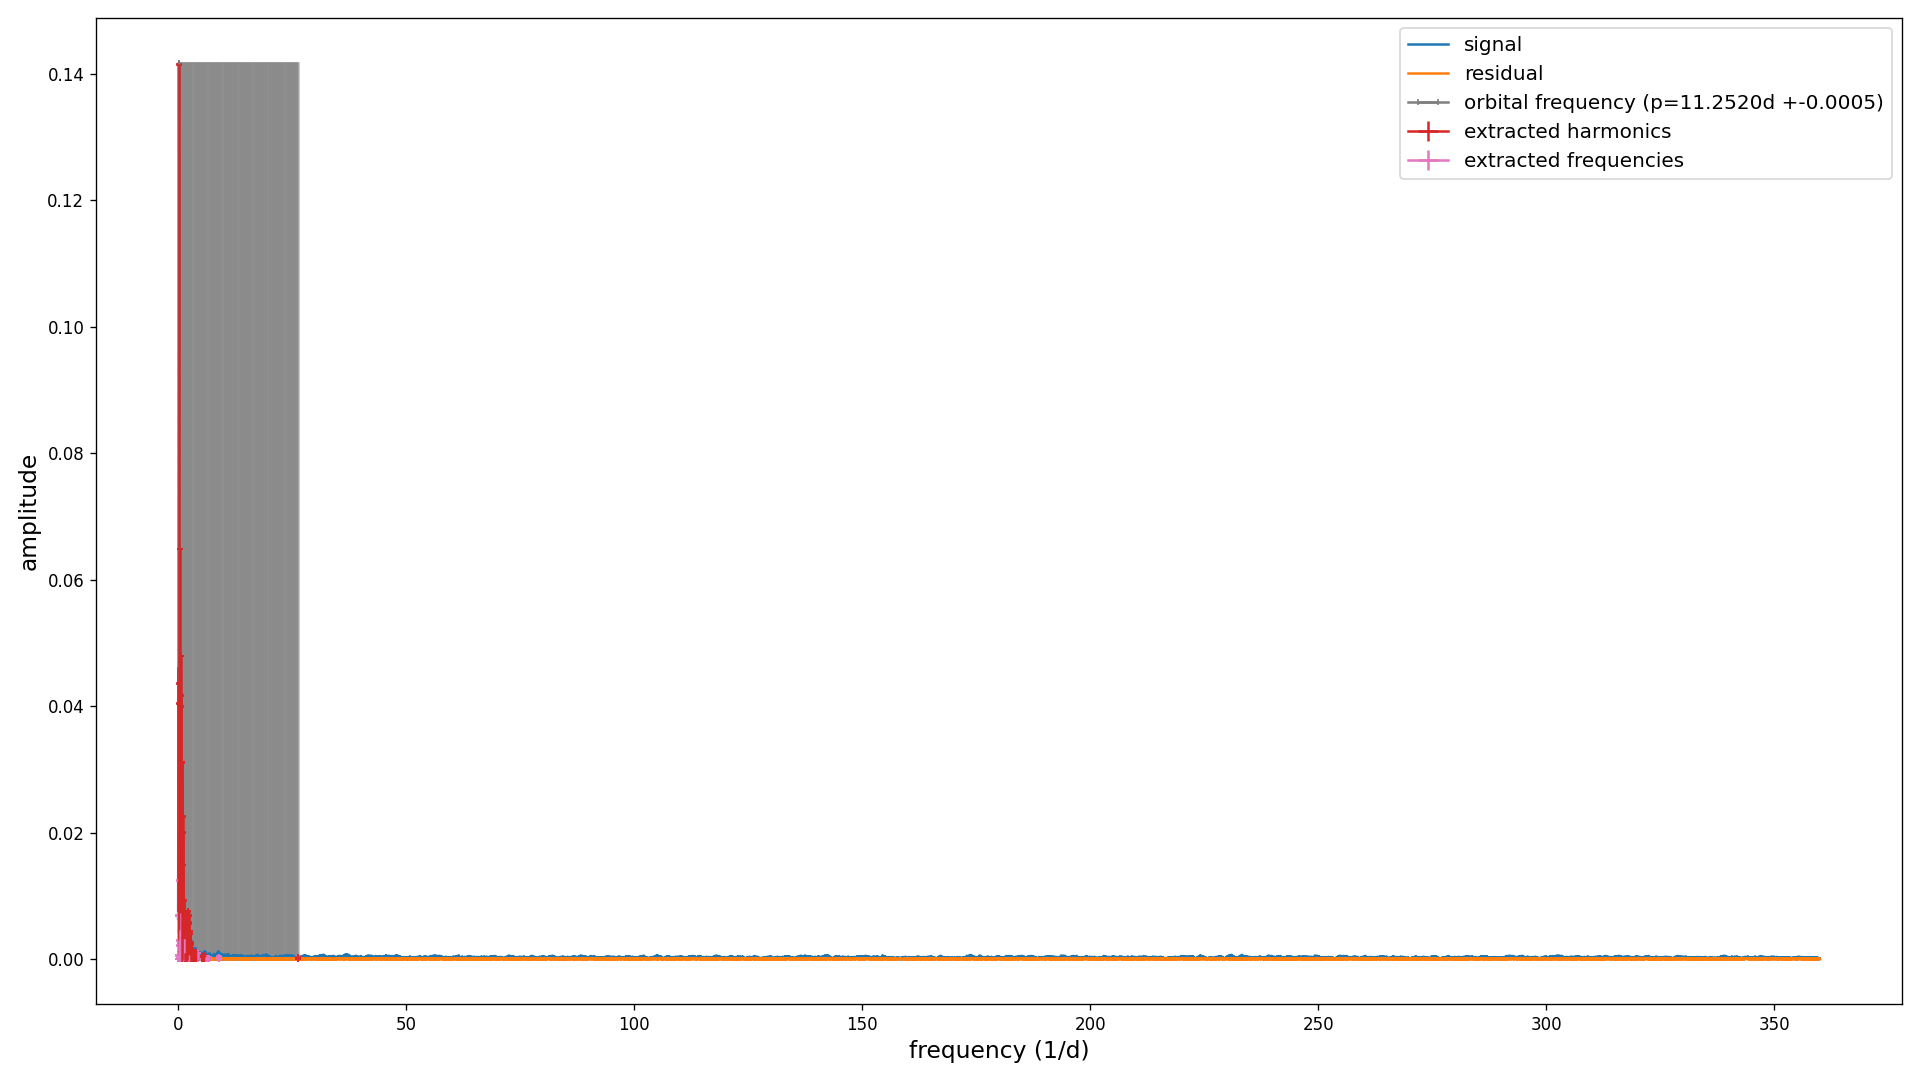 signal
residual
orbital frequency (p=11.2520d +-0.0005)
extracted harmonics
extracted frequencies
0.14
0.12
0.10
0.08
0.06
0.04
0.02
0.00
amplitude
0
50
100
150
200
250
300
350
frequency (1/d)